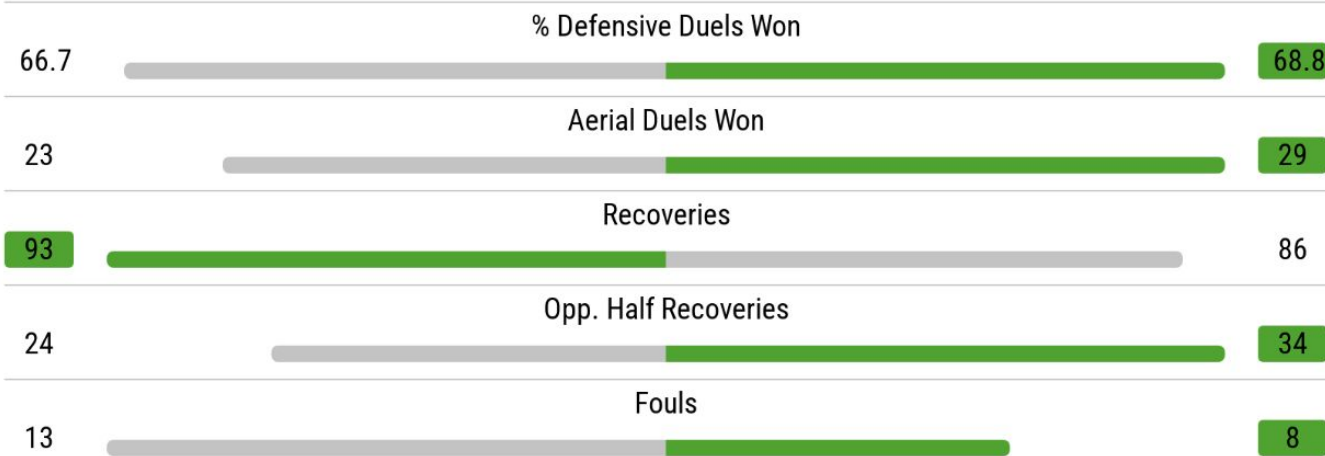 % Defensive Duels Won
66.7 68.8
Aerial Duels Won
23 29
Recoveries
93 86
Opp. Half Recoveries
24 34
Fouls
13 8